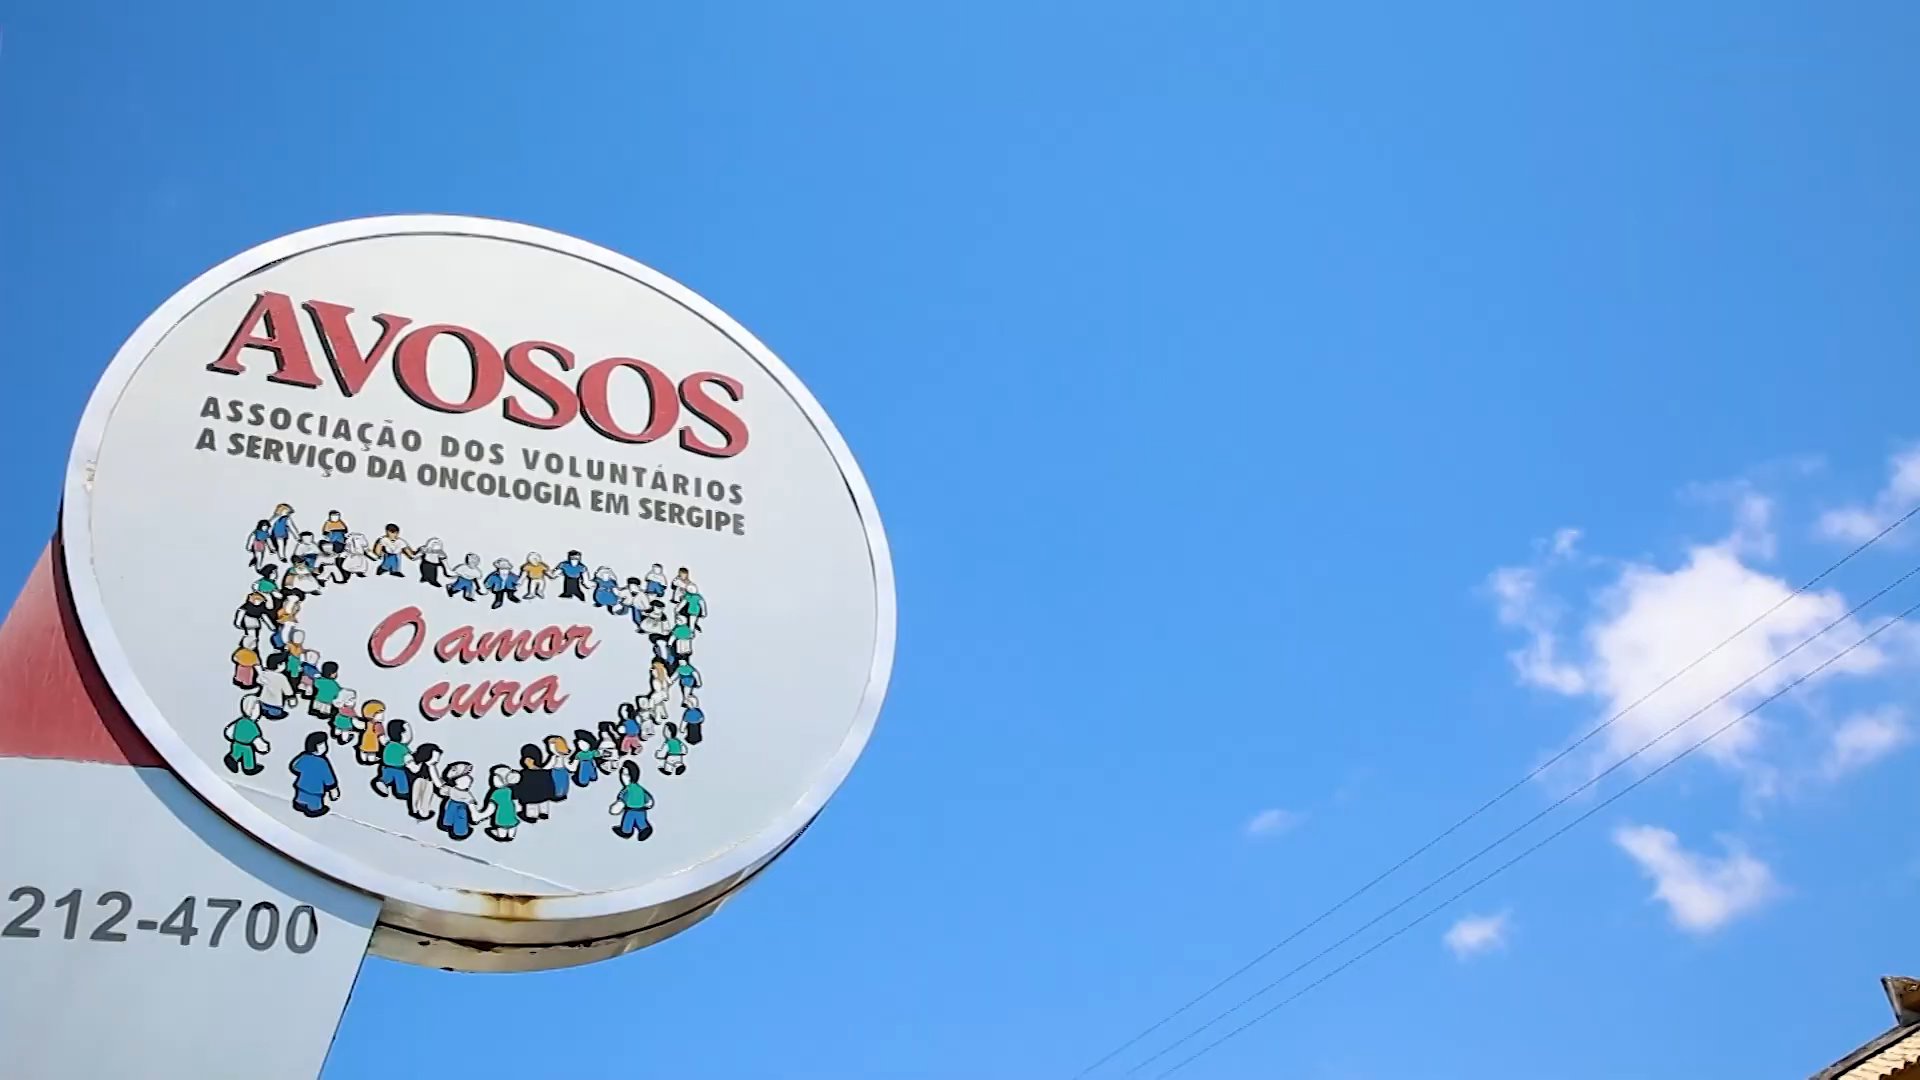 AVOSOS
ASSOCIAÇÃO DOS VOLUNTÁRIOS
A SERVIÇO DA ONCOLOGIA EM SERGIPE
O amor
cura
212-4700